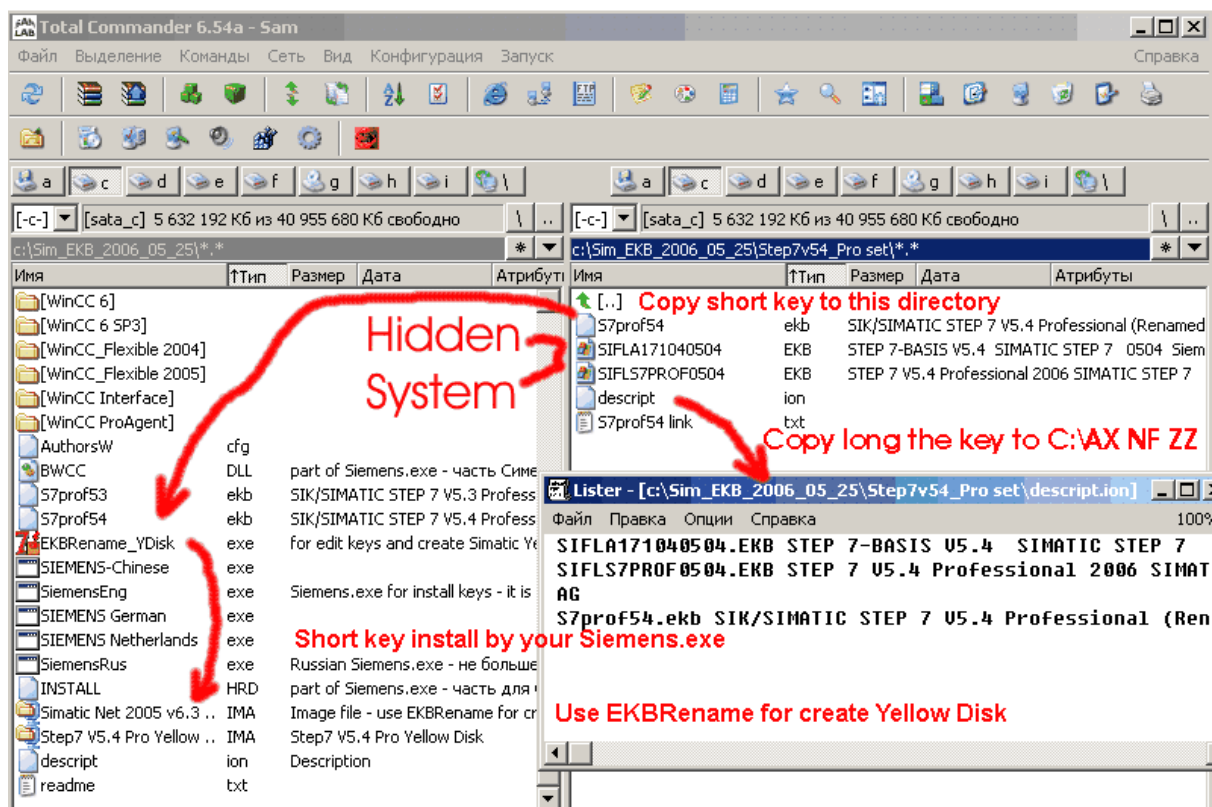 Total Commander 6.54a - Sam
Файл Выделение Команды Сеть Вид Конфигурация Запуск Справка
a c d e f g h i \
a c d e f g h i \
[-c-] [sata_c] 5 632 192 Кб из 40 955 680 Кб свободно \ ..
[-c-] [sata_c] 5 632 192 Кб из 40 955 680 Кб свободно \ ..
c:\Sim_EKB_2006_05_25\*.* *
c:\Sim_EKB_2006_05_25\Step7v54_Pro set\*.* *
Имя ↑Тип Размер Дата Атрибуты
[WinCC 6]
[WinCC 6 SP3]
[WinCC_Flexible 2004]
[WinCC_Flexible 2005]
[WinCC Interface]
[WinCC ProAgent]
AuthorsW cfg
BWCC DLL part of Siemens.exe - часть Симе
S7prof53 ekb SIK/SIMATIC STEP 7 V5.3 Profess
S7prof54 ekb SIK/SIMATIC STEP 7 V5.4 Profess
EKBRename_YDisk exe for edit keys and create Simatic Ye
SIEMENS-Chinese exe
SiemensEng exe Siemens.exe for install keys - it is
SIEMENS German exe
SIEMENS Netherlands exe
SiemensRus exe Russian Siemens.exe - не больше
INSTALL HRD part of Siemens.exe - часть для
Simatic Net 2005 v6.3 .. IMA Image file - use EKBRename for cr
Step7 V5.4 Pro Yellow .. IMA Step7 V5.4 Pro Yellow Disk
descript ion Description
readme txt
Hidden
System
Short key install by your Siemens.exe
Имя ↑Тип Размер Дата Атрибуты
[..] Copy short key to this directory
S7prof54 ekb SIK/SIMATIC STEP 7 V5.4 Professional (Renamed
SIFLA171040504 EKB STEP 7-BASIS V5.4 SIMATIC STEP 7 0504 Siem
SIFLS7PROF0504 EKB STEP 7 V5.4 Professional 2006 SIMATIC STEP 7
descript ion
S7prof54 link txt
Copy long the key to C:\AX NF ZZ
Lister - [c:\Sim_EKB_2006_05_25\Step7v54_Pro set\descript.ion]
Файл Правка Опции Справка 100%
SIFLA171040504.EKB STEP 7-BASIS V5.4 SIMATIC STEP 7
SIFLS7PROF0504.EKB STEP 7 V5.4 Professional 2006 SIMAT
AG
S7prof54.ekb SIK/SIMATIC STEP 7 V5.4 Professional (Ren
Use EKBRename for create Yellow Disk